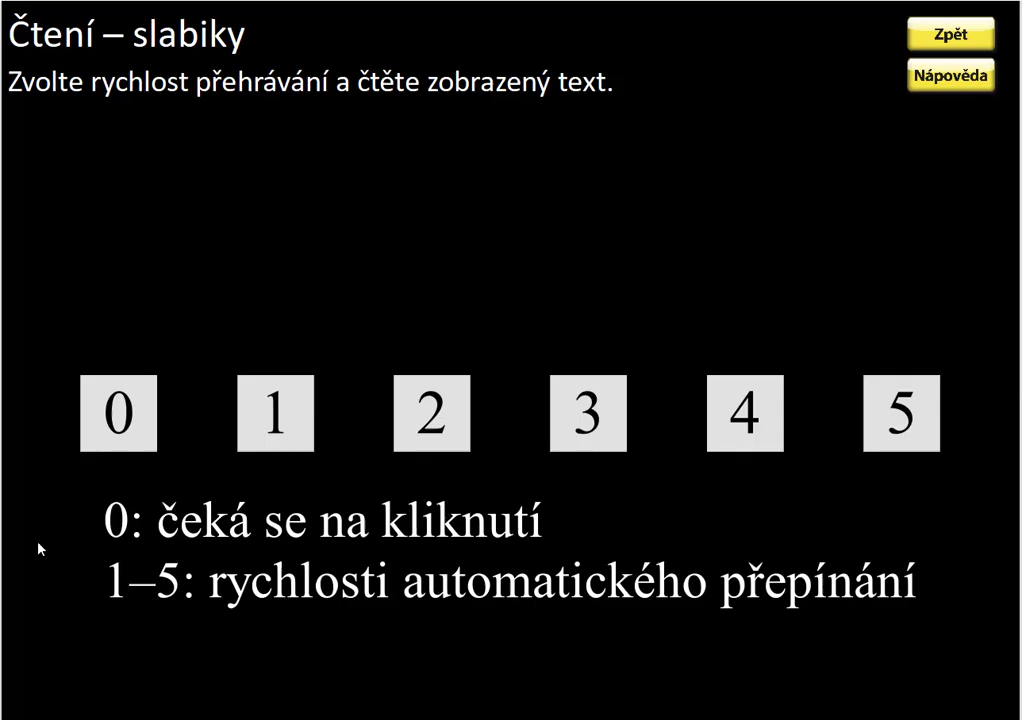 Čtení – slabiky
Zpět
Zvolte rychlost přehrávání a čtěte zobrazený text.
Nápověda
0 1 2 3 4 5
0: čeká se na kliknutí
1–5: rychlosti automatického přepínání